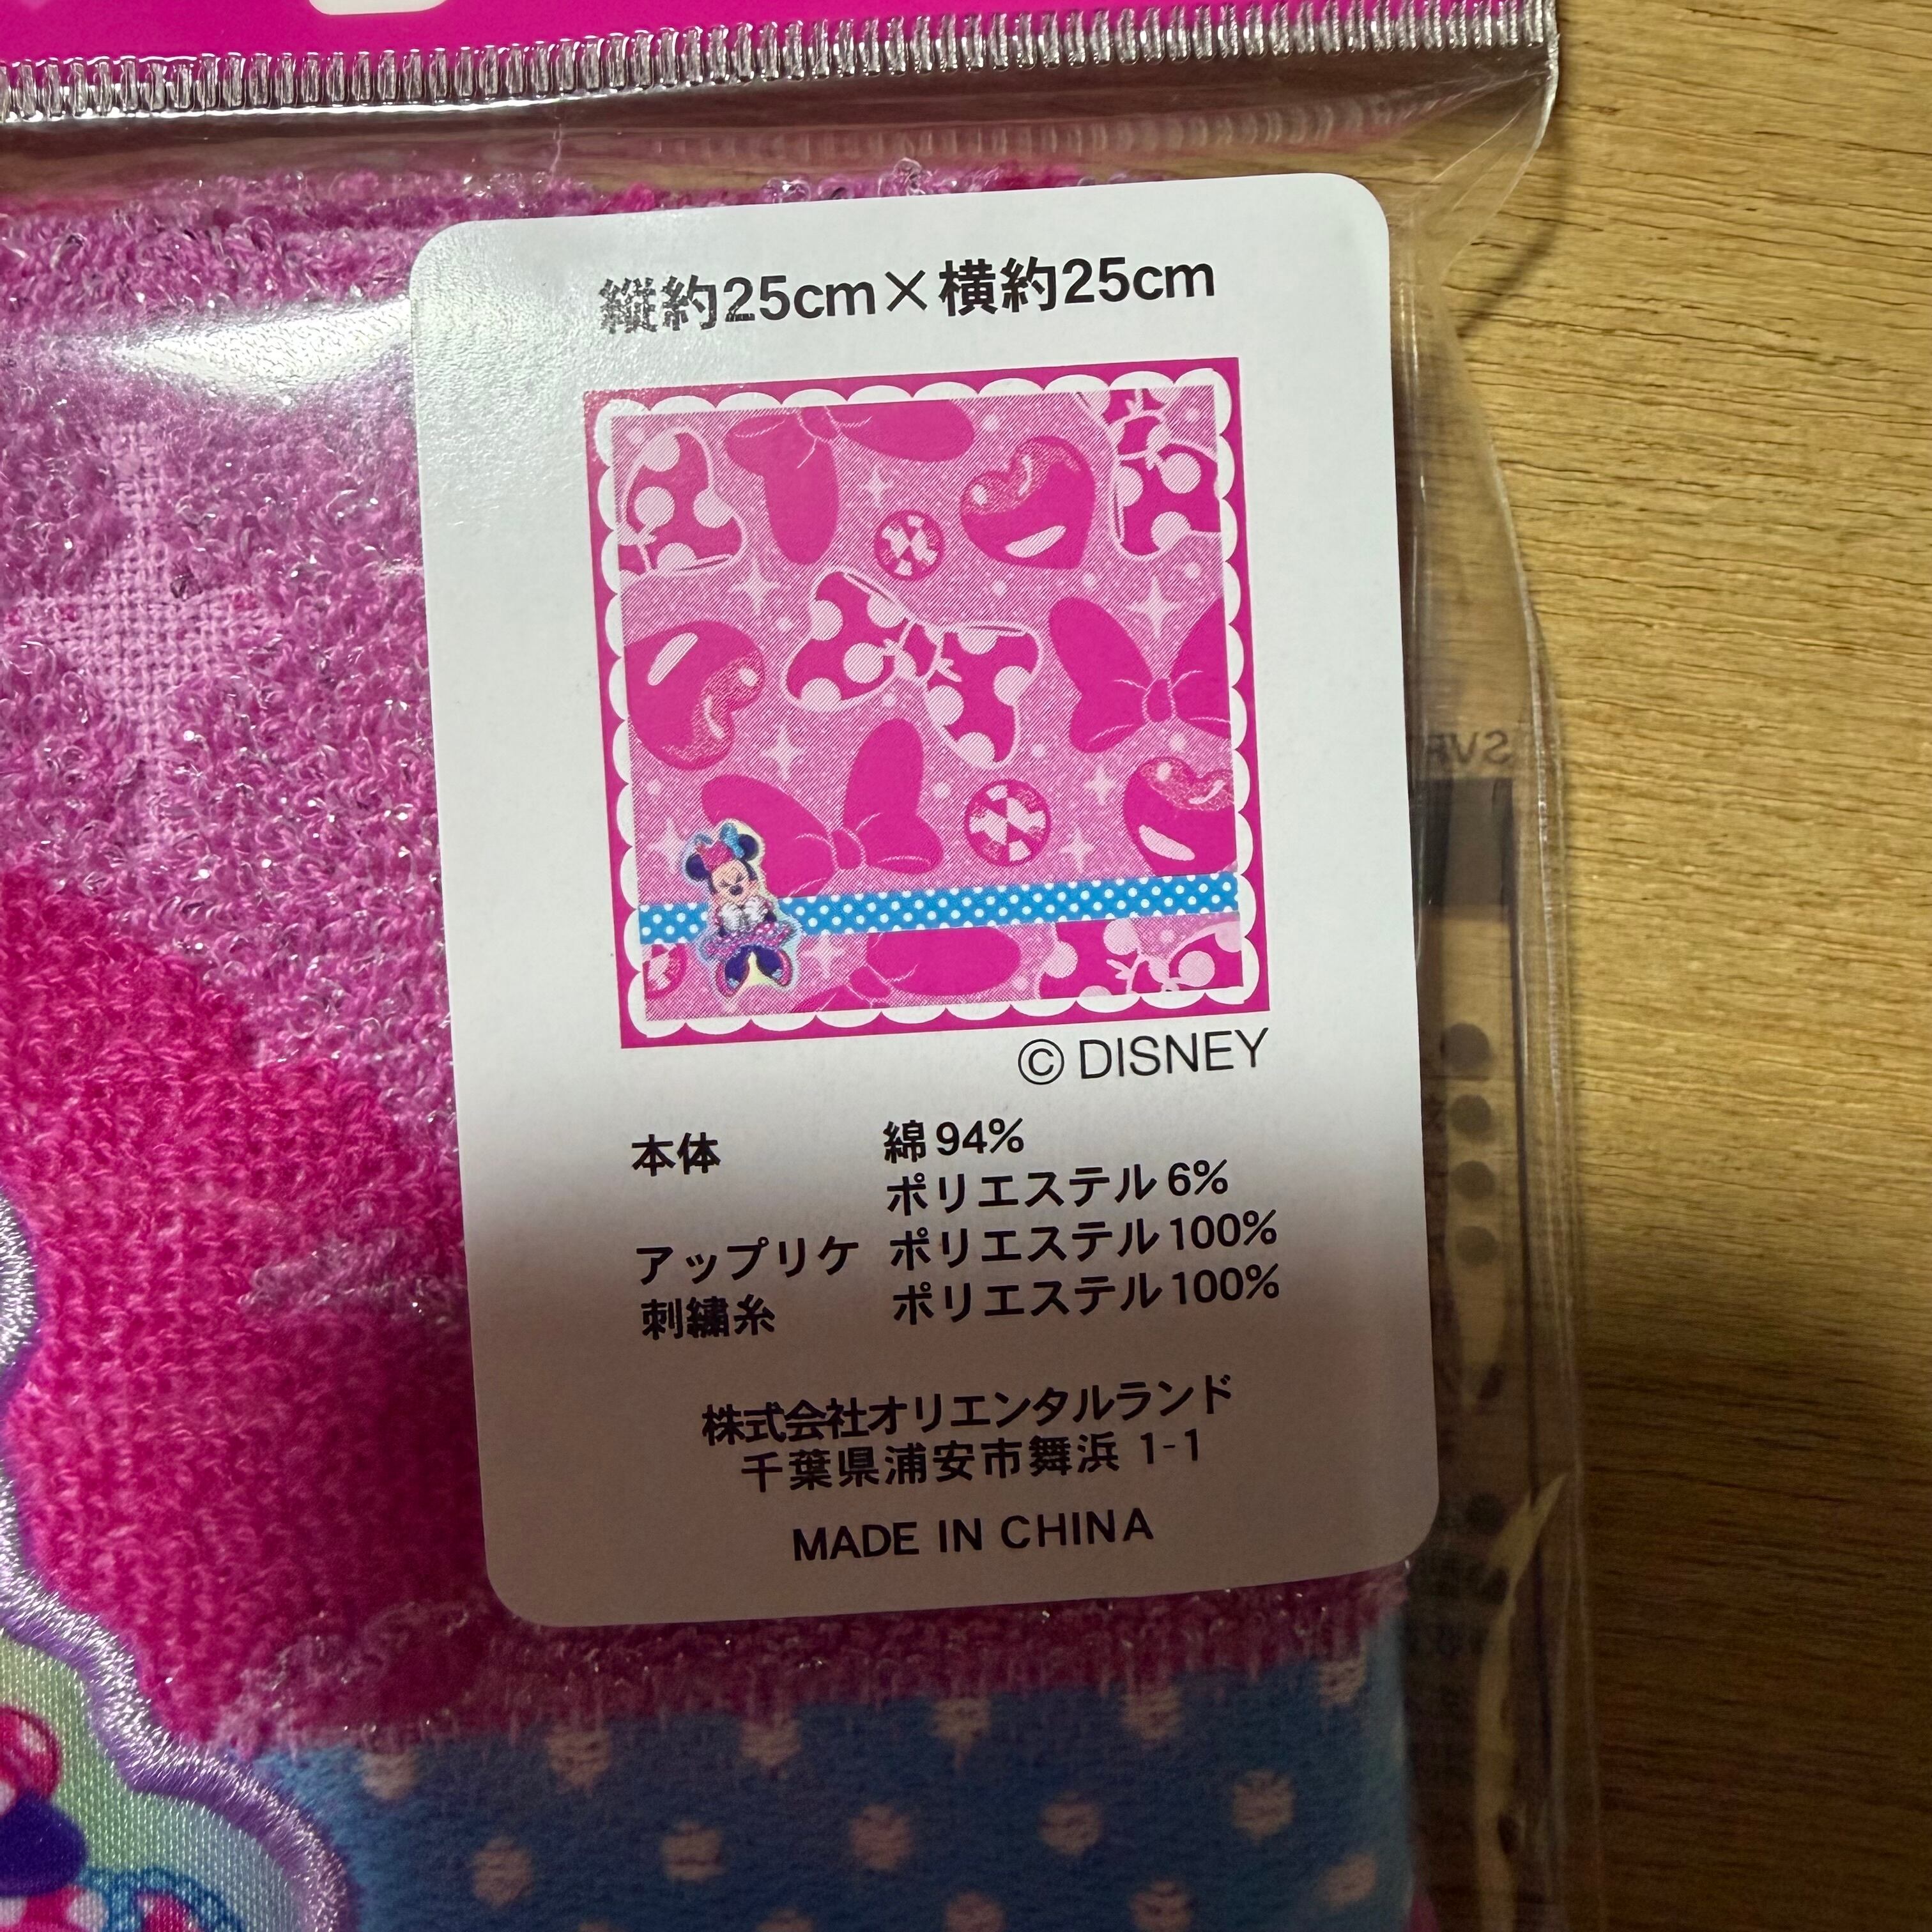 縦約25cm×横約25cm
© DISNEY
本体 綿94%
ポリエステル6%
アップリケ ポリエステル100%
刺繍糸 ポリエステル100%
株式会社オリエンタルランド
千葉県浦安市舞浜 1-1
MADE IN CHINA